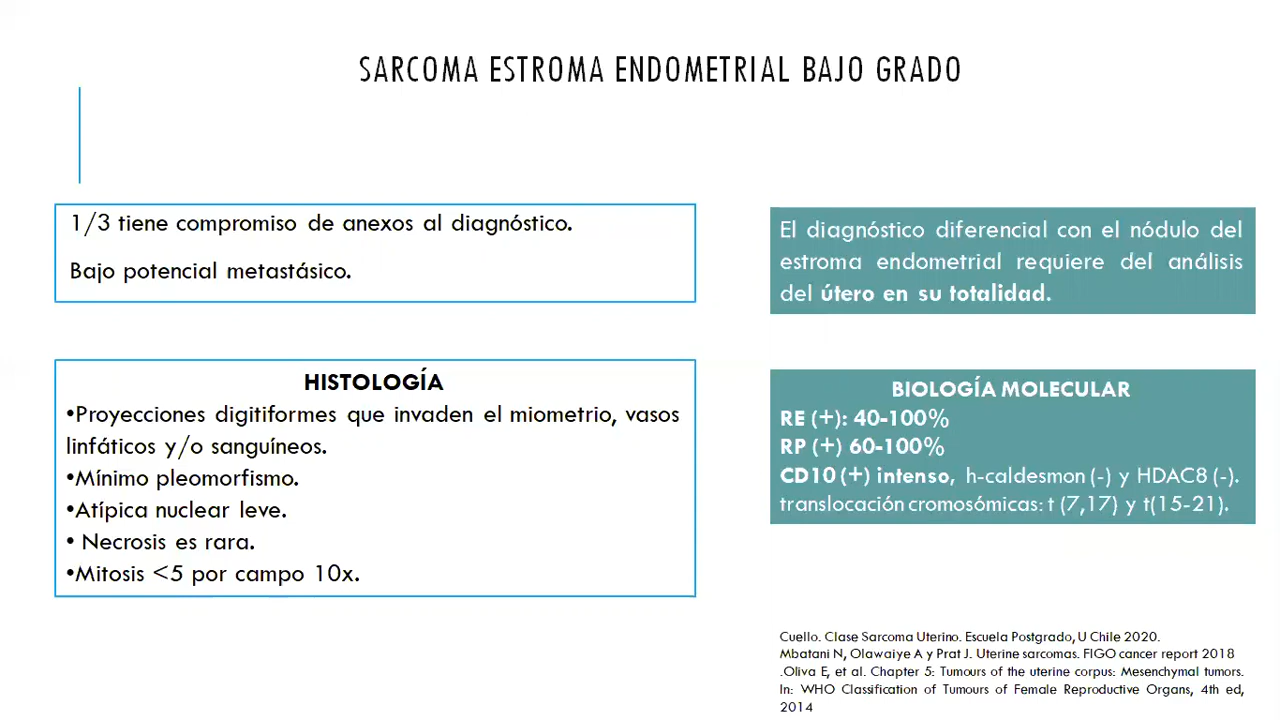 SARCOMA ESTROMA ENDOMETRIAL BAJO GRADO
1/3 tiene compromiso de anexos al diagnóstico.
Bajo potencial metastásico.
HISTOLOGÍA
•Proyecciones digitiformes que invaden el miometrio, vasos
linfáticos y/o sanguíneos.
•Mínimo pleomorfismo.
•Atípica nuclear leve.
• Necrosis es rara.
•Mitosis <5 por campo 10x.
El diagnóstico diferencial con el nódulo del
estroma endometrial requiere del análisis
del útero en su totalidad.
BIOLOGÍA MOLECULAR
RE (+): 40-100%
RP (+) 60-100%
CD10 (+) intenso, h-caldesmon (-) y HDAC8 (-).
translocación cromosómicas: t (7,17) y t(15-21).
Cuello. Clase Sarcoma Uterino. Escuela Postgrado, U Chile 2020.
Mbatani N, Olawaiye A y Prat J. Uterine sarcomas. FIGO cancer report 2018
.Oliva E, et al. Chapter 5: Tumours of the uterine corpus: Mesenchymal tumors.
In: WHO Classification of Tumours of Female Reproductive Organs, 4th ed,
2014